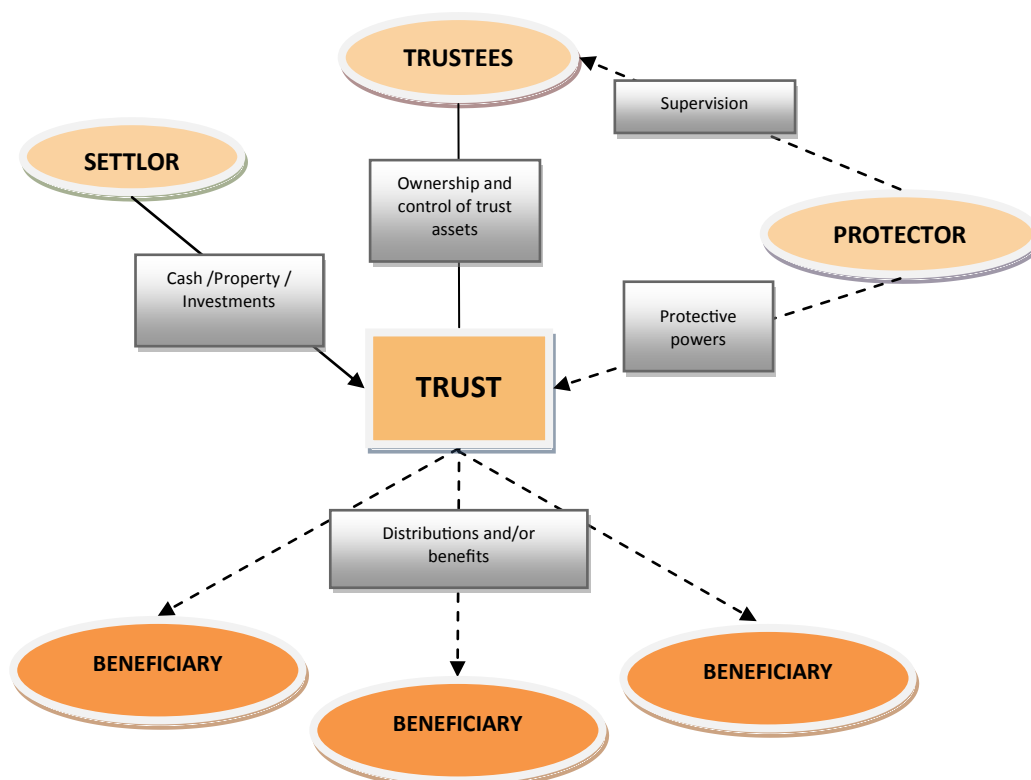 TRUSTEES
Supervision
SETTLOR
Ownership and
control of trust
assets
PROTECTOR
Cash /Property /
Investments
Protective
powers
TRUST
Distributions and/or
benefits
BENEFICIARY
BENEFICIARY
BENEFICIARY